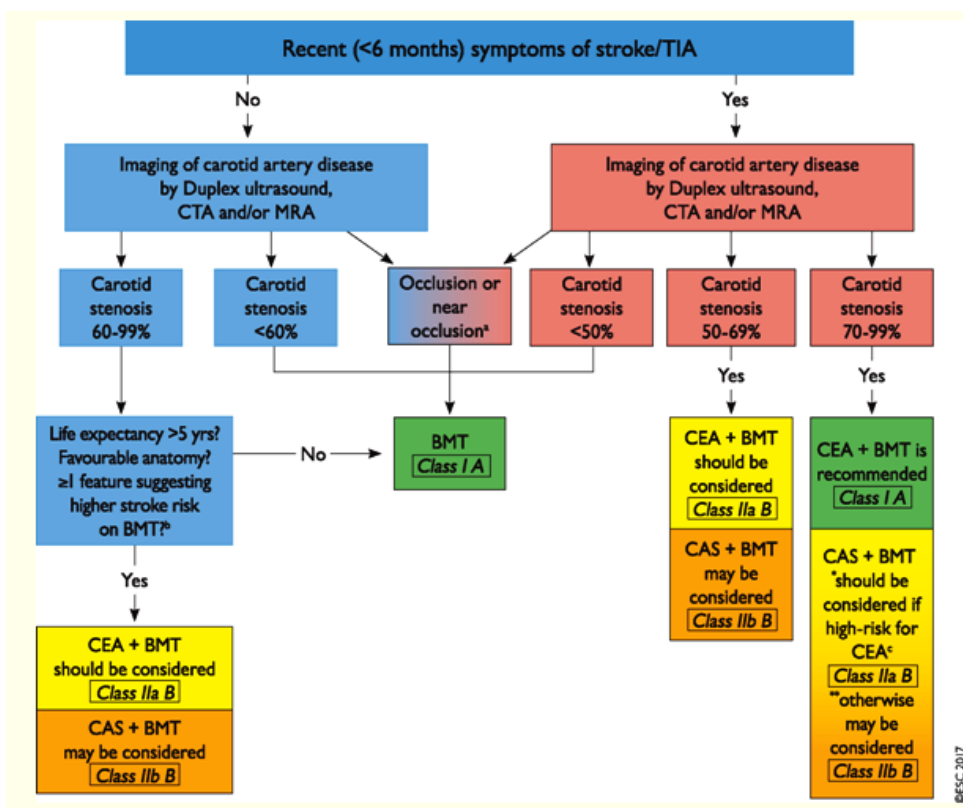 Recent (<6 months) symptoms of stroke/TIA
No
Yes
Imaging of carotid artery disease
by Duplex ultrasound,
CTA and/or MRA
Imaging of carotid artery disease
by Duplex ultrasound,
CTA and/or MRA
Carotid
stenosis
60-99%
Carotid
stenosis
<60%
Occlusion or
near
occlusionᵃ
Carotid
stenosis
<50%
Carotid
stenosis
50-69%
Carotid
stenosis
70-99%
Yes
Yes
Life expectancy >5 yrs?
Favourable anatomy?
≥1 feature suggesting
higher stroke risk
on BMT?ᵇ
No
BMT
Class I A
CEA + BMT
should be
considered
Class IIa B
CAS + BMT
may be
considered
Class IIb B
CEA + BMT is
recommended
Class I A
CAS + BMT
*should be
considered if
high-risk for
CEAᶜ
Class IIa B
**otherwise
may be
considered
Class IIb B
Yes
CEA + BMT
should be considered
Class IIa B
CAS + BMT
may be considered
Class IIb B
©ESC 2017